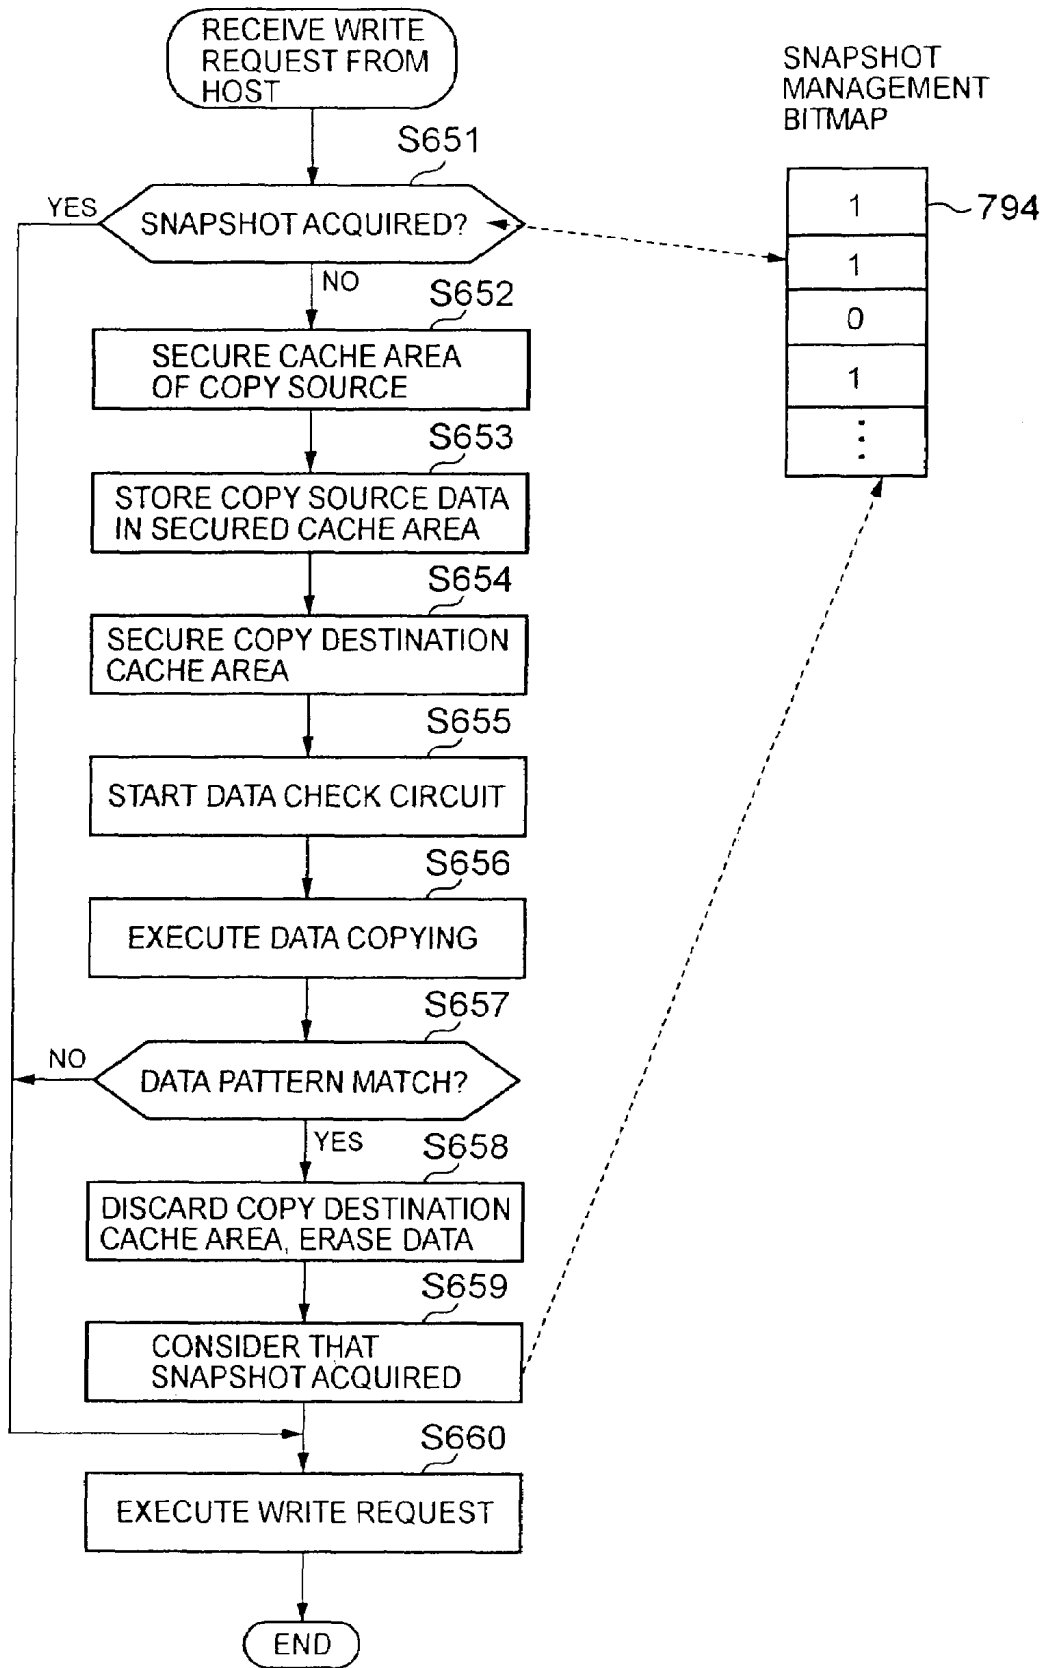 RECEIVE WRITE
REQUEST FROM
HOST
SNAPSHOT
MANAGEMENT
BITMAP
S651
YES
SNAPSHOT ACQUIRED?
1
794
1
NO
0
S652
SECURE CACHE AREA
OF COPY SOURCE
1
⋮
S653
STORE COPY SOURCE DATA
IN SECURED CACHE AREA
S654
SECURE COPY DESTINATION
CACHE AREA
S655
START DATA CHECK CIRCUIT
S656
EXECUTE DATA COPYING
S657
NO
DATA PATTERN MATCH?
YES
S658
DISCARD COPY DESTINATION
CACHE AREA, ERASE DATA
S659
CONSIDER THAT
SNAPSHOT ACQUIRED
S660
EXECUTE WRITE REQUEST
END